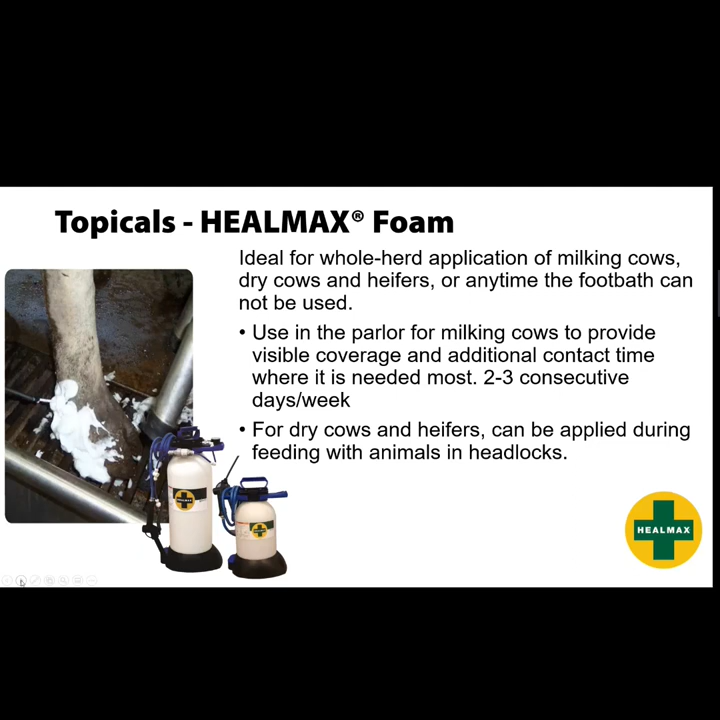 Topicals - HEALMAX® Foam
Ideal for whole-herd application of milking cows,
dry cows and heifers, or anytime the footbath can
not be used.
• Use in the parlor for milking cows to provide
visible coverage and additional contact time
where it is needed most. 2-3 consecutive
days/week
• For dry cows and heifers, can be applied during
feeding with animals in headlocks.
HEALMAX
HEALMAX